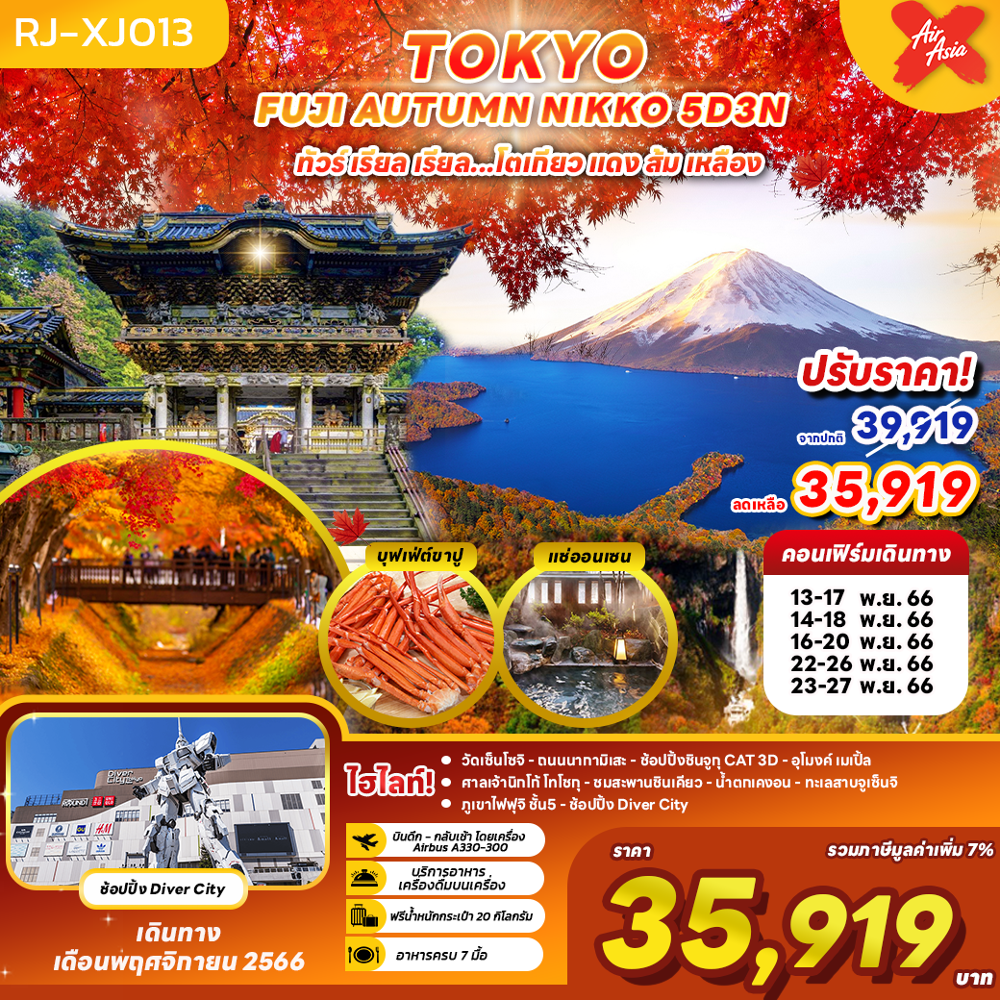 RJ-XJ013
Air
Asia
X
TOKYO
FUJI AUTUMN NIKKO 5D3N
ทัวร์ เรียล เรียล...โตเกียว แดง ส้ม เหลือง
ปรับราคา!
จากปกติ 39,919
ลดเหลือ 35,919
คอนเฟิร์มเดินทาง
13-17 พ.ย. 66
14-18 พ.ย. 66
16-20 พ.ย. 66
22-26 พ.ย. 66
23-27 พ.ย. 66
บุฟเฟ่ต์ขาปู
แช่ออนเซน
Diver
City
ROUND1
H&M
ช้อปปิ้ง Diver City
เดินทาง
เดือนพฤศจิกายน 2566
ไฮไลท์!
วัดเซ็นโซจิ - ถนนนากามิเสะ - ช้อปปิ้งชินจูกุ CAT 3D - อุโมงค์ เมเปิ้ล
ศาลเจ้านิกโก้ โทโชกุ - ชมสะพานชินเคียว - น้ำตกเคงอน - ทะเลสาบจูเซ็นจิ
ภูเขาไฟฟุจิ ชั้น5 - ช้อปปิ้ง Diver City
บินดึก - กลับเช้า โดยเครื่อง
Airbus A330-300
บริการอาหาร
เครื่องดื่มบนเครื่อง
ฟรีน้ำหนักกระเป๋า 20 กิโลกรัม
อาหารครบ 7 มื้อ
ราคา
รวมภาษีมูลค่าเพิ่ม 7%
35,919
บาท